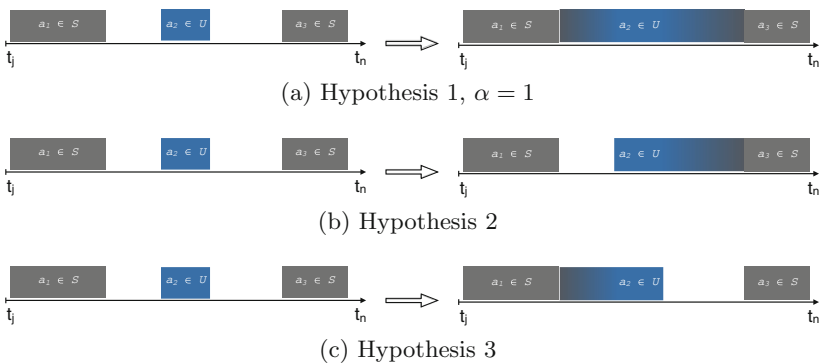 a₁ ∈ S a₂ ∈ U a₃ ∈ S a₁ ∈ S a₂ ∈ U a₃ ∈ S
tⱼ tₙ tⱼ tₙ
(a) Hypothesis 1, α = 1
a₁ ∈ S a₂ ∈ U a₃ ∈ S a₁ ∈ S a₂ ∈ U a₃ ∈ S
tⱼ tₙ tⱼ tₙ
(b) Hypothesis 2
a₁ ∈ S a₂ ∈ U a₃ ∈ S a₁ ∈ S a₂ ∈ U a₃ ∈ S
tⱼ tₙ tⱼ tₙ
(c) Hypothesis 3